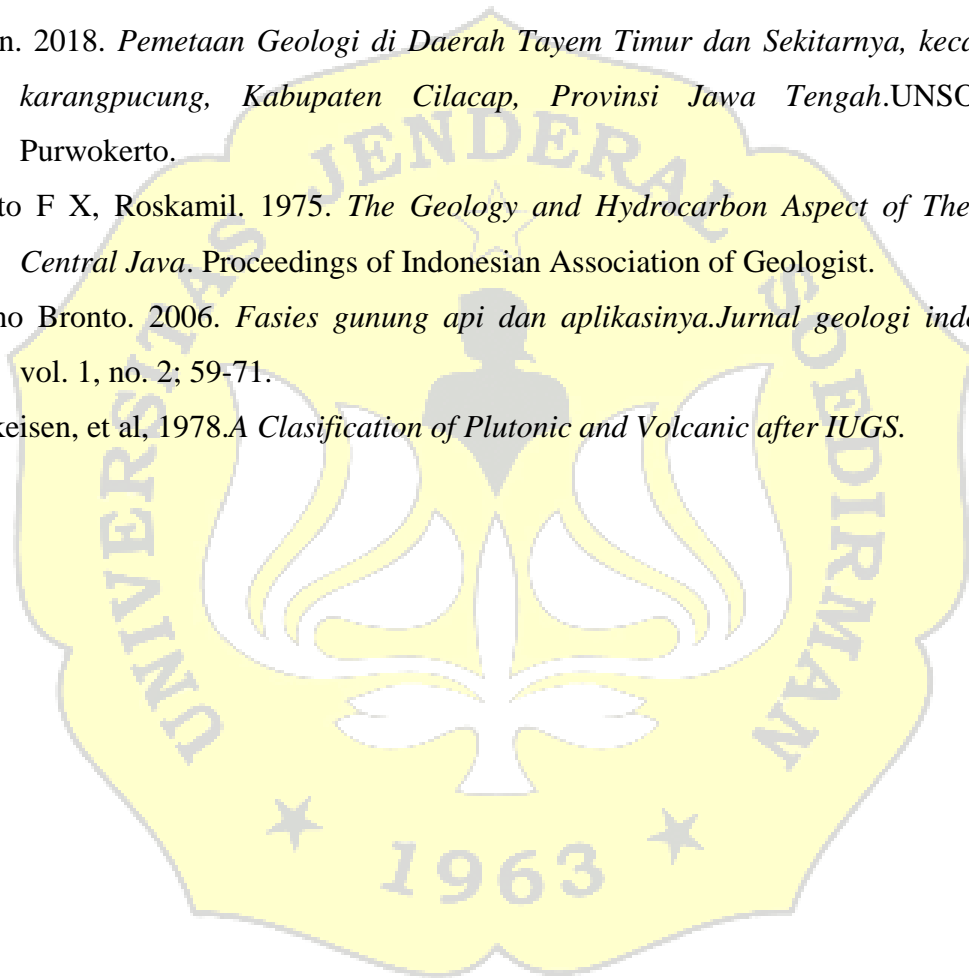 n. 2018. Pemetaan Geologi di Daerah Tayem Timur dan Sekitarnya, keca
karangpucung, Kabupaten Cilacap, Provinsi Jawa Tengah.UNSO
Purwokerto.
to F X, Roskamil. 1975. The Geology and Hydrocarbon Aspect of The
Central Java. Proceedings of Indonesian Association of Geologist.
no Bronto. 2006. Fasies gunung api dan aplikasinya.Jurnal geologi inde
vol. 1, no. 2; 59-71.
keisen, et al, 1978.A Clasification of Plutonic and Volcanic after IUGS.
UNIVERSITAS JENDERAL SOEDIRMAN
1963